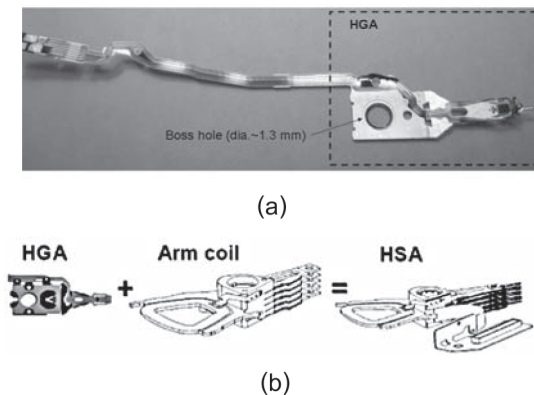 HGA
Boss hole (dia.~1.3 mm)
(a)
HGA + Arm coil = HSA
(b)